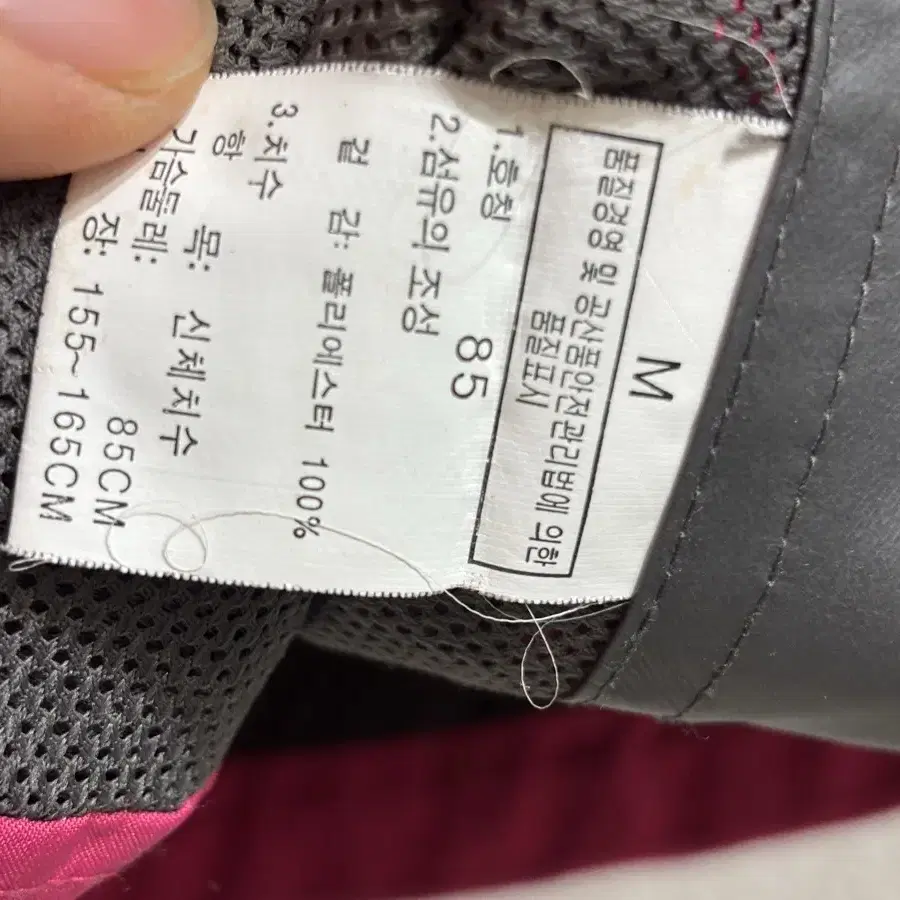 M
품질경영 및 공산품안전관리법에 의한
품질표시
1.호칭 85
2.섬유의 조성
겉 감: 폴리에스터 100%
3.치수
항 목: 신체치수
가슴둘레: 85CM
장: 155~165CM